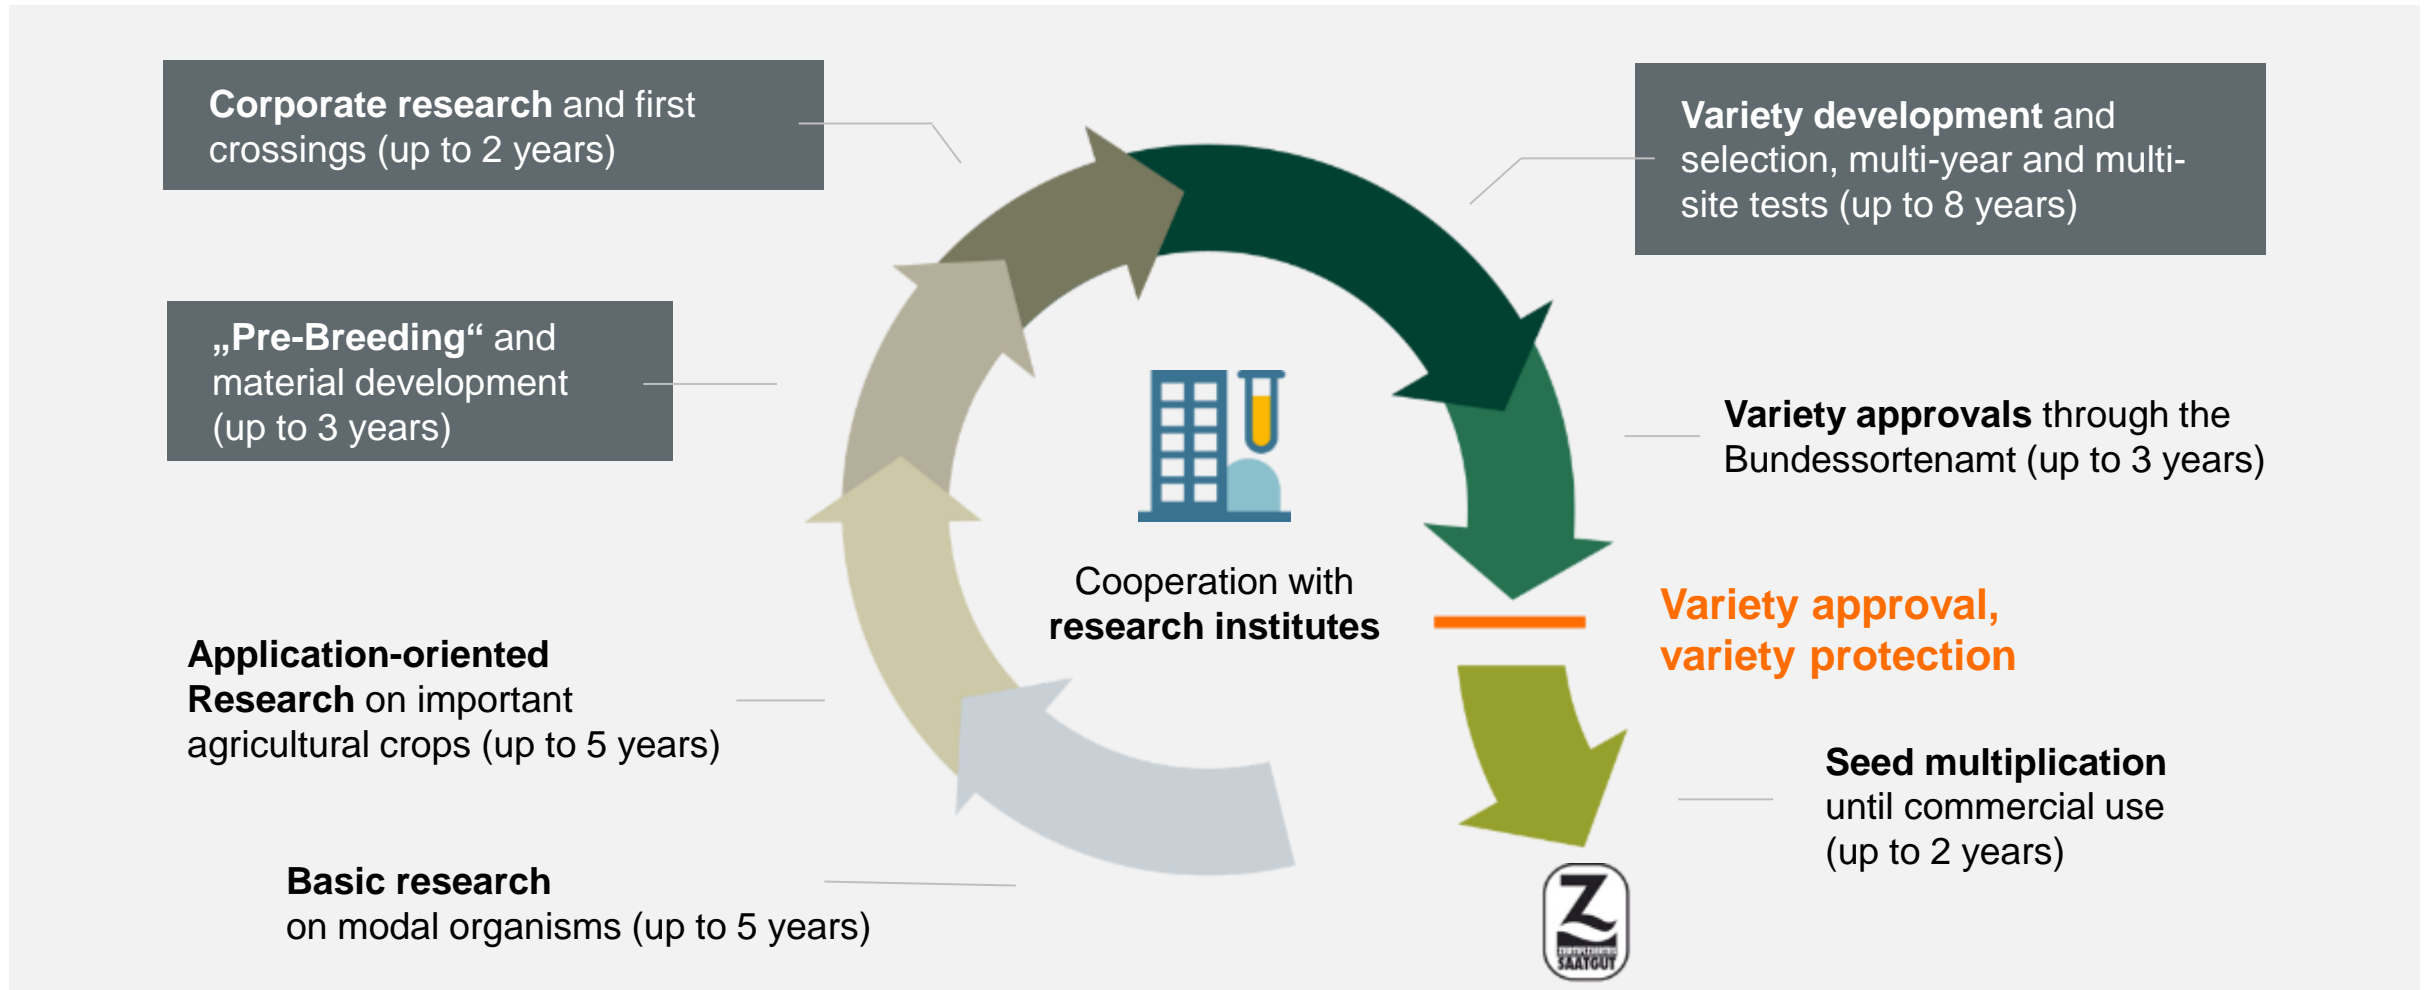 Corporate research and first
crossings (up to 2 years)
Variety development and
selection, multi-year and multi-
site tests (up to 8 years)
„Pre-Breeding“ and
material development
(up to 3 years)
Variety approvals through the
Bundessortenamt (up to 3 years)
Cooperation with
research institutes
Variety approval,
variety protection
Application-oriented
Research on important
agricultural crops (up to 5 years)
Seed multiplication
until commercial use
(up to 2 years)
Basic research
on modal organisms (up to 5 years)
Z
SAATGUT